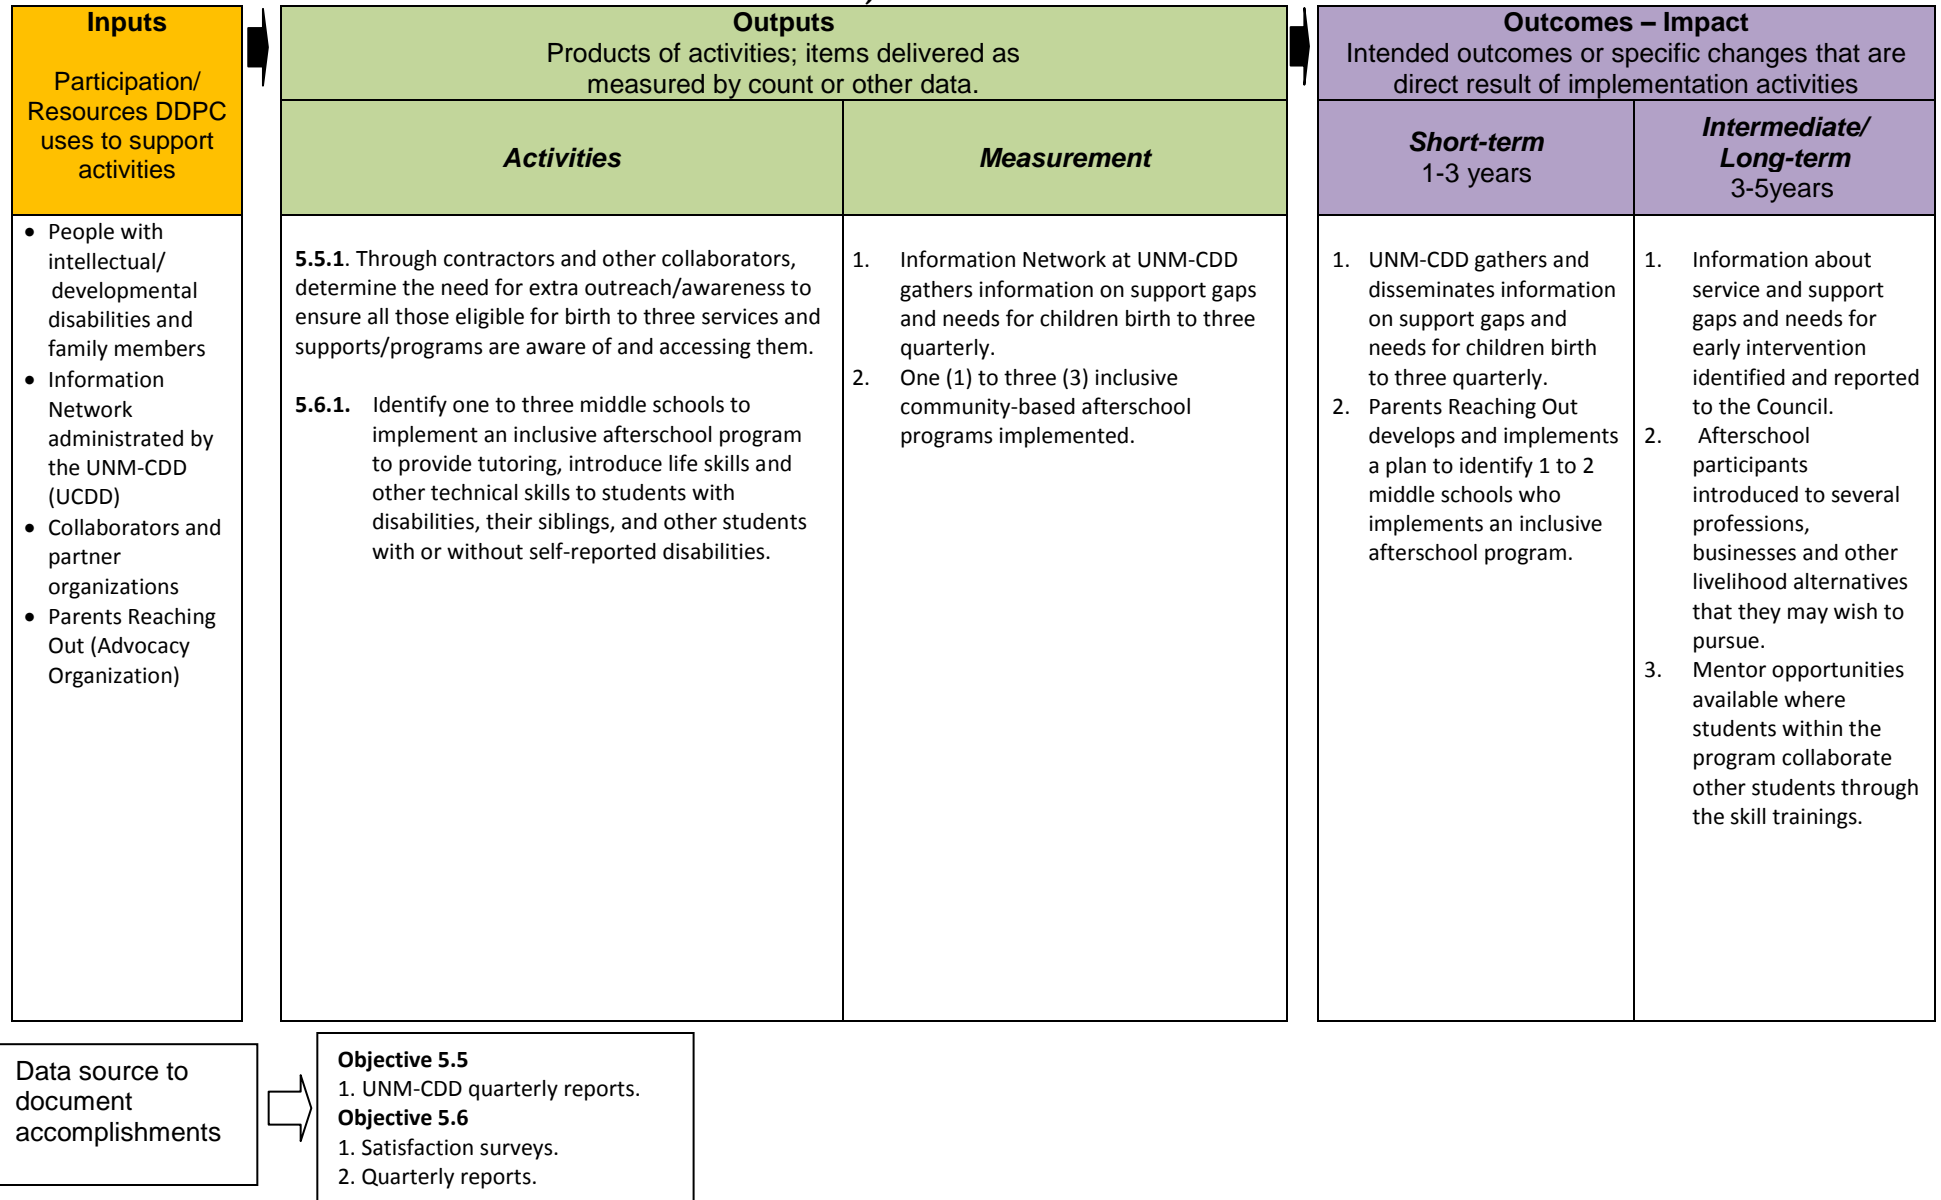 Inputs
Participation/
Resources DDPC
uses to support
activities
Outputs
Products of activities; items delivered as
measured by count or other data.
Outcomes – Impact
Intended outcomes or specific changes that are
direct result of implementation activities
Activities
Measurement
Short-term
1-3 years
Intermediate/
Long-term
3-5years
• People with
intellectual/
developmental
disabilities and
family members
• Information
Network
administrated by
the UNM-CDD
(UCDD)
• Collaborators and
partner
organizations
• Parents Reaching
Out (Advocacy
Organization)
5.5.1. Through contractors and other collaborators,
determine the need for extra outreach/awareness to
ensure all those eligible for birth to three services and
supports/programs are aware of and accessing them.
5.6.1. Identify one to three middle schools to
implement an inclusive afterschool program
to provide tutoring, introduce life skills and
other technical skills to students with
disabilities, their siblings, and other students
with or without self-reported disabilities.
1. Information Network at UNM-CDD
gathers information on support gaps
and needs for children birth to three
quarterly.
2. One (1) to three (3) inclusive
community-based afterschool
programs implemented.
1. UNM-CDD gathers and
disseminates information
on support gaps and
needs for children birth
to three quarterly.
2. Parents Reaching Out
develops and implements
a plan to identify 1 to 2
middle schools who
implements an inclusive
afterschool program.
1. Information about
service and support
gaps and needs for
early intervention
identified and reported
to the Council.
2. Afterschool
participants
introduced to several
professions,
businesses and other
livelihood alternatives
that they may wish to
pursue.
3. Mentor opportunities
available where
students within the
program collaborate
other students through
the skill trainings.
Data source to
document
accomplishments
Objective 5.5
1. UNM-CDD quarterly reports.
Objective 5.6
1. Satisfaction surveys.
2. Quarterly reports.